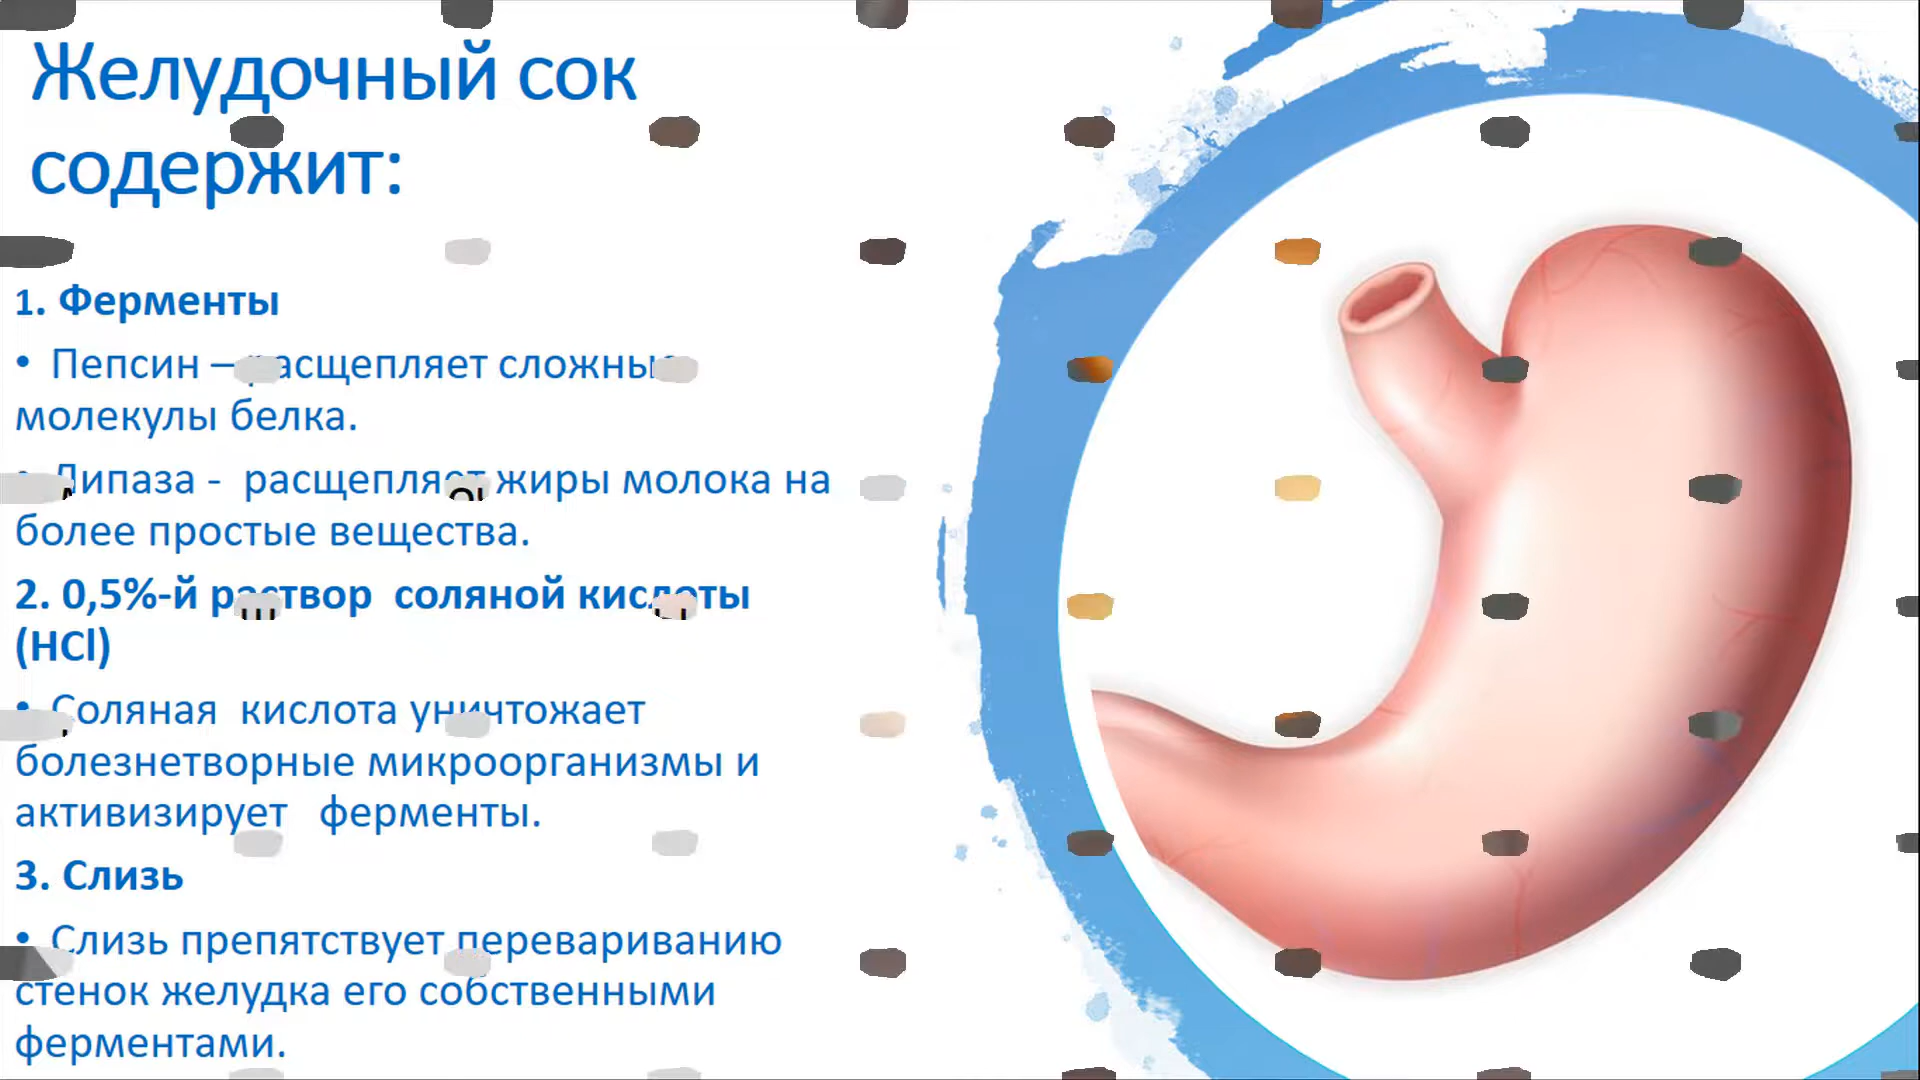 Желудочный сок
содержит:
1. Ферменты
• Пепсин – расщепляет сложные
молекулы белка.
• Липаза - расщепляет жиры молока на
более простые вещества.
2. 0,5%-й раствор соляной кислоты
(HCl)
• Соляная кислота уничтожает
болезнетворные микроорганизмы и
активизирует ферменты.
3. Слизь
• Слизь препятствует перевариванию
стенок желудка его собственными
ферментами.